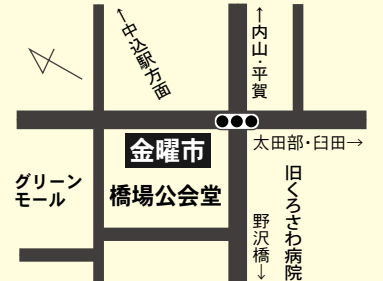 ←中込駅方面
←内山・平賀
太田部・臼田→
金曜市
橋場公会堂
グリーン
モール
旧くろさわ病院
野沢橋→